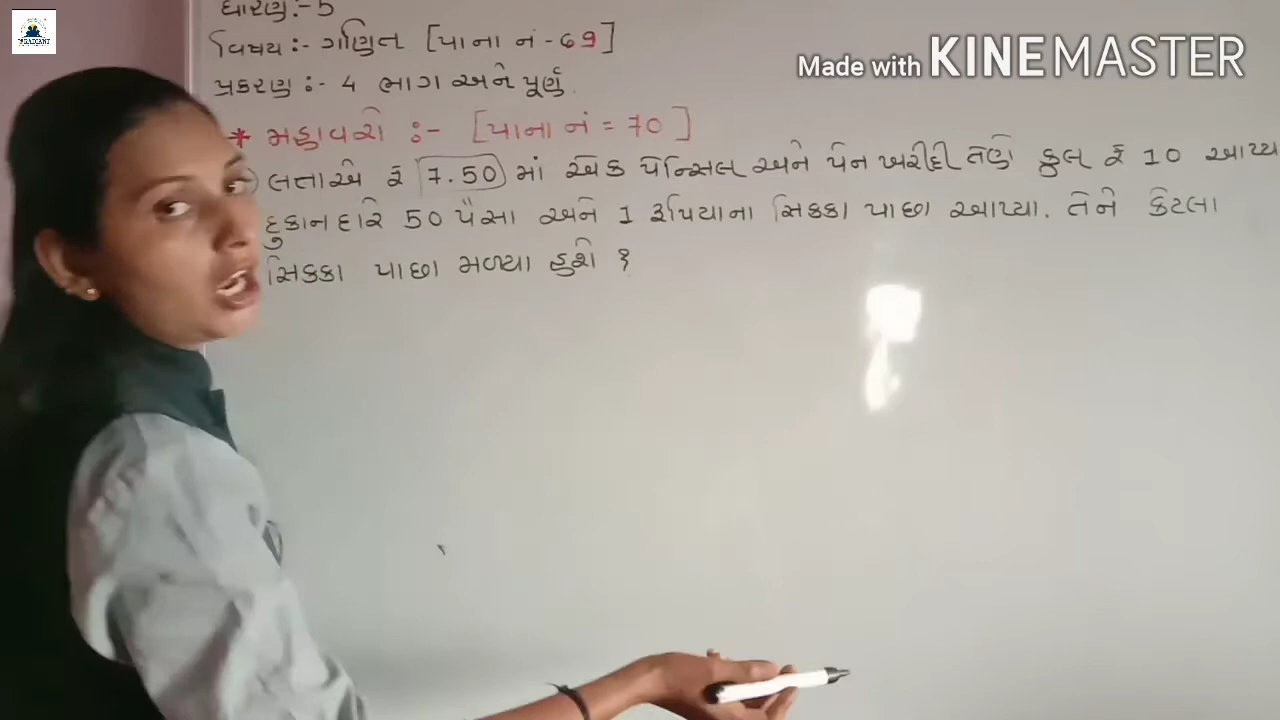 ધોરણ:- 5
વિષય :- ગણિત [પાના નં - 69]
Made with KINEMASTER
પ્રકરણ :- 4 ભાગ અને પૂર્ણ
* મહાવરો :- [પાના નં = 70]
લતાએ ₹ 7.50 માં એક પેન્સિલ અને પેન ખરીદી તેણે કુલ ₹ 10 આપ્યા
દુકાનદારે 50 પૈસા અને 1 રૂપિયાના સિક્કા પાછા આપ્યા. તેને કેટલા
સિક્કા પાછા મળ્યા હશે ?